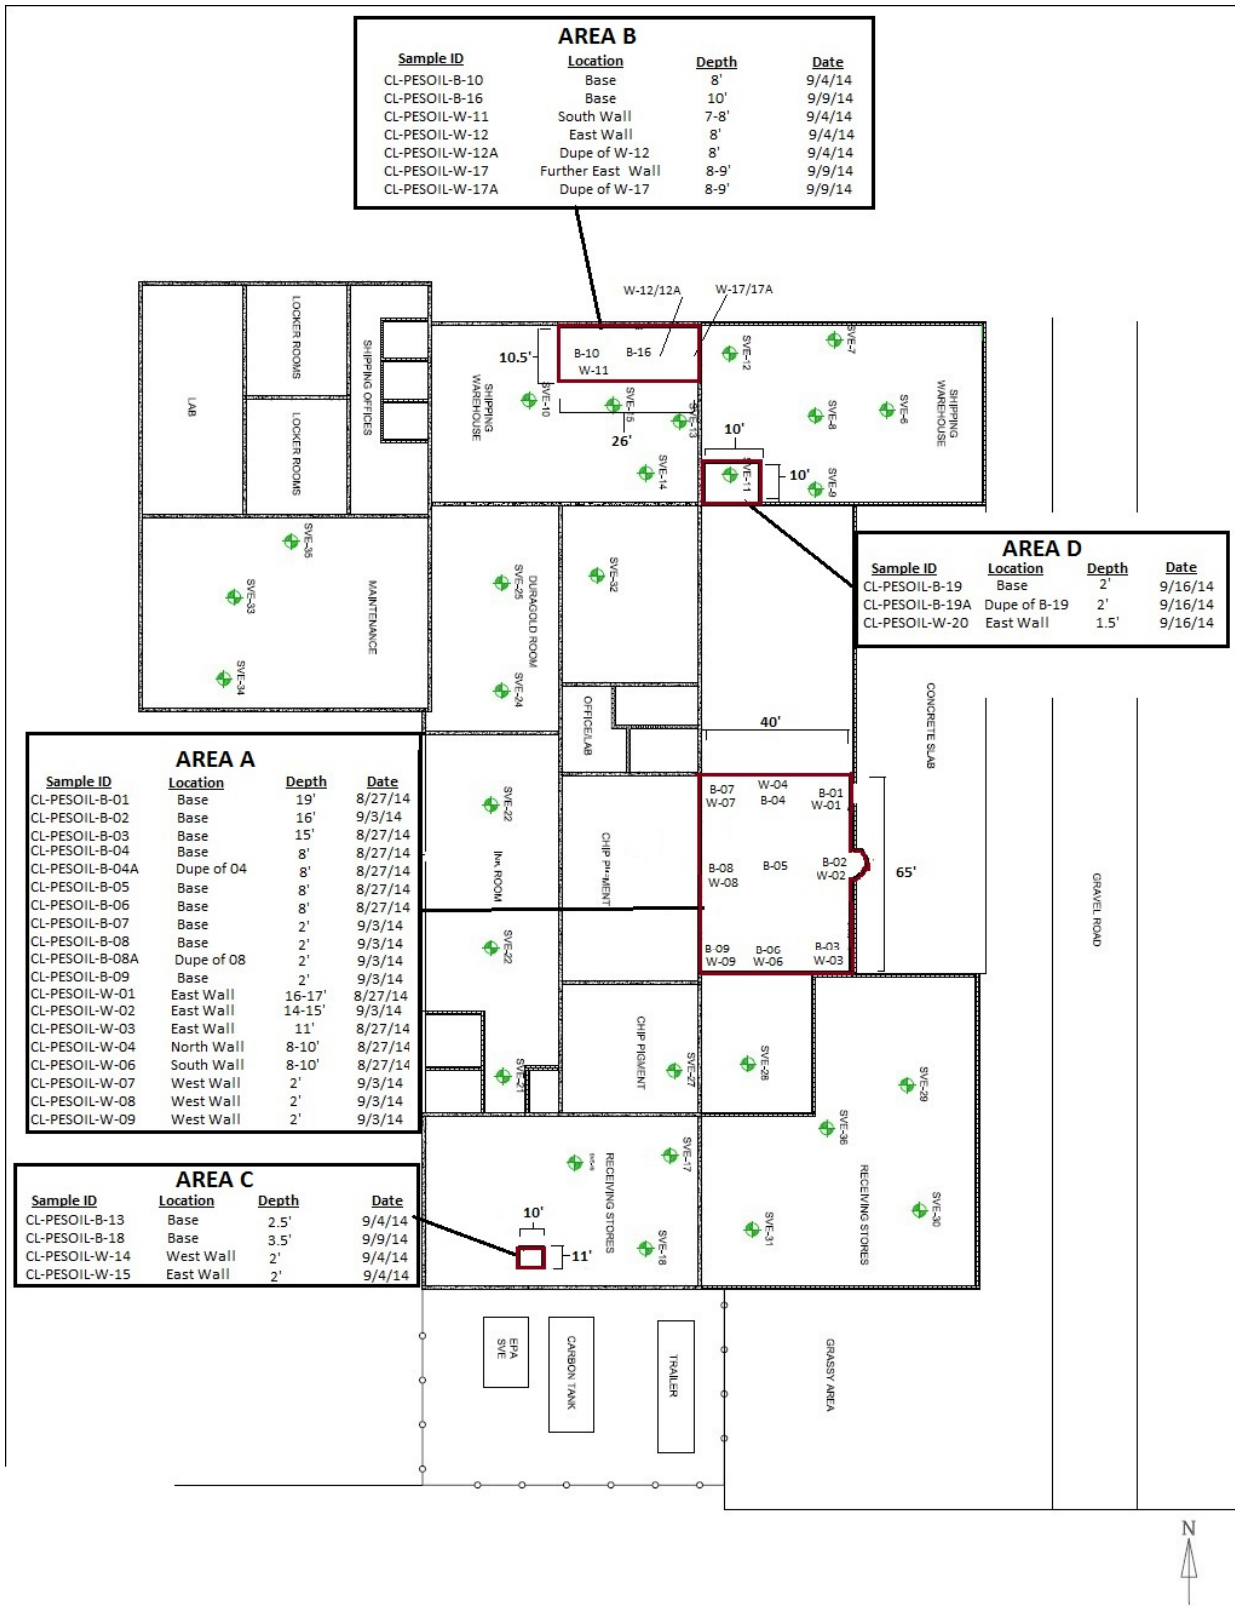 AREA B
Sample ID Location Depth Date
CL-PESOIL-B-10 Base 8' 9/4/14
CL-PESOIL-B-16 Base 10' 9/9/14
CL-PESOIL-W-11 South Wall 7-8' 9/4/14
CL-PESOIL-W-12 East Wall 8' 9/4/14
CL-PESOIL-W-12A Dupe of W-12 8' 9/4/14
CL-PESOIL-W-17 Further East Wall 8-9' 9/9/14
CL-PESOIL-W-17A Dupe of W-17 8-9' 9/9/14
W-12/12A W-17/17A
LAB
LOCKER ROOMS
LOCKER ROOMS
SHIPPING OFFICES
SHIPPING WAREHOUSE
10.5'
B-10 B-16
W-11
26'
SVE-10
SVE-15
SVE-13
SVE-14
SVE-12
SVE-7
SVE-8
SVE-6
SVE-9
SVE-11
10'
10'
SHIPPING WAREHOUSE
AREA D
Sample ID Location Depth Date
CL-PESOIL-B-19 Base 2' 9/16/14
CL-PESOIL-B-19A Dupe of B-19 2' 9/16/14
CL-PESOIL-W-20 East Wall 1.5' 9/16/14
SVE-35
SVE-33
SVE-34
MAINTENANCE
SVE-25
DURAGOLD ROOM
SVE-24
SVE-32
OFFICE/LAB
CONCRETE SLAB
GRAVEL ROAD
AREA A
Sample ID Location Depth Date
CL-PESOIL-B-01 Base 19' 8/27/14
CL-PESOIL-B-02 Base 16' 9/3/14
CL-PESOIL-B-03 Base 15' 8/27/14
CL-PESOIL-B-04 Base 8' 8/27/14
CL-PESOIL-B-04A Dupe of 04 8' 8/27/14
CL-PESOIL-B-05 Base 8' 8/27/14
CL-PESOIL-B-06 Base 8' 8/27/14
CL-PESOIL-B-07 Base 2' 9/3/14
CL-PESOIL-B-08 Base 2' 9/3/14
CL-PESOIL-B-08A Dupe of 08 2' 9/3/14
CL-PESOIL-B-09 Base 2' 9/3/14
CL-PESOIL-W-01 East Wall 16-17' 8/27/14
CL-PESOIL-W-02 East Wall 14-15' 9/3/14
CL-PESOIL-W-03 East Wall 11' 8/27/14
CL-PESOIL-W-04 North Wall 8-10' 8/27/14
CL-PESOIL-W-06 South Wall 8-10' 8/27/14
CL-PESOIL-W-07 West Wall 2' 9/3/14
CL-PESOIL-W-08 West Wall 2' 9/3/14
CL-PESOIL-W-09 West Wall 2' 9/3/14
SVE-22
INK ROOM
SVE-22
SVE-21
CHIP PIGMENT
CHIP PIGMENT
SVE-27
40'
65'
B-07 W-04 B-01
W-07 B-04 W-01
B-08 B-05 B-02
W-08 W-02
B-09 B-06 B-03
W-09 W-06 W-03
SVE-28
SVE-29
SVE-36
SVE-30
SVE-31
RECEIVING STORES
AREA C
Sample ID Location Depth Date
CL-PESOIL-B-13 Base 2.5' 9/4/14
CL-PESOIL-B-18 Base 3.5' 9/9/14
CL-PESOIL-W-14 West Wall 2' 9/4/14
CL-PESOIL-W-15 East Wall 2' 9/4/14
10'
11'
SVE-17
SVE-18
RECEIVING STORES
EPA SVE
CARBON TANK
TRAILER
GRASSY AREA
N